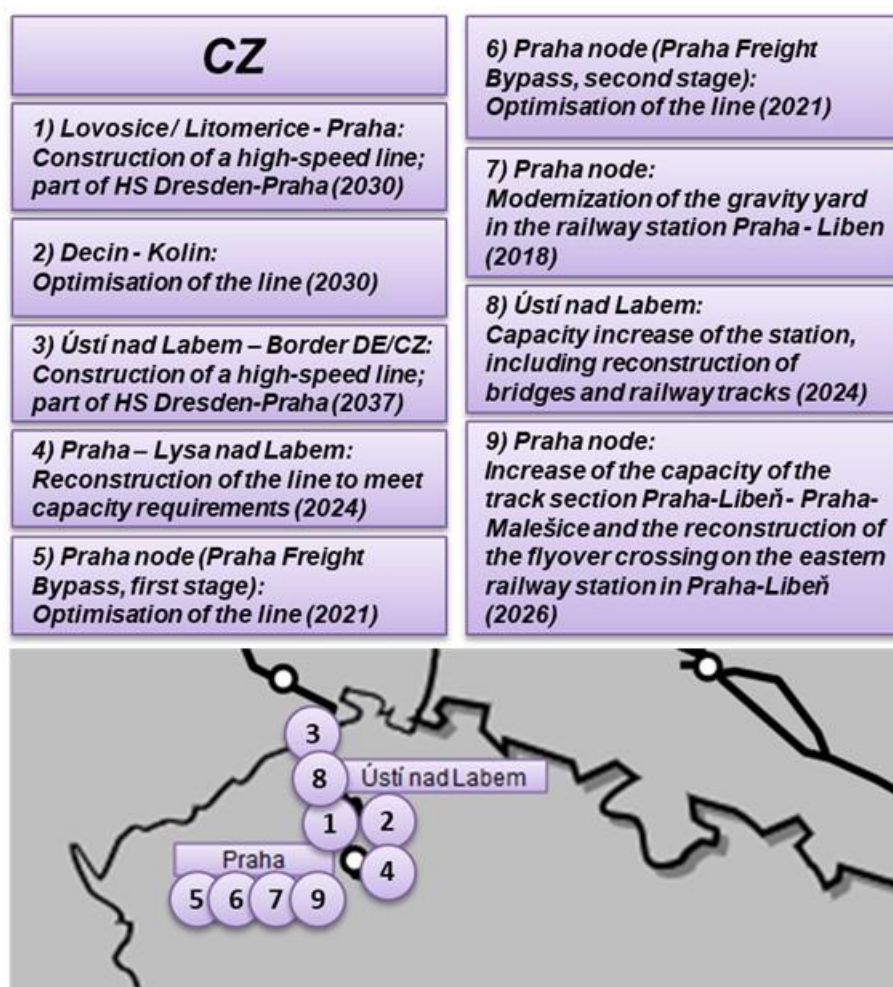 CZ
1) Lovosice / Litomerice - Praha:
Construction of a high-speed line;
part of HS Dresden-Praha (2030)
2) Decin - Kolin:
Optimisation of the line (2030)
3) Ústí nad Labem – Border DE/CZ:
Construction of a high-speed line;
part of HS Dresden-Praha (2037)
4) Praha – Lysa nad Labem:
Reconstruction of the line to meet
capacity requirements (2024)
5) Praha node (Praha Freight
Bypass, first stage):
Optimisation of the line (2021)
6) Praha node (Praha Freight
Bypass, second stage):
Optimisation of the line (2021)
7) Praha node:
Modernization of the gravity yard
in the railway station Praha - Liben
(2018)
8) Ústí nad Labem:
Capacity increase of the station,
including reconstruction of
bridges and railway tracks (2024)
9) Praha node:
Increase of the capacity of the
track section Praha-Libeň - Praha-
Malešice and the reconstruction of
the flyover crossing on the eastern
railway station in Praha-Libeň
(2026)
3
8 Ústí nad Labem
1 2
Praha
4
5 6 7 9